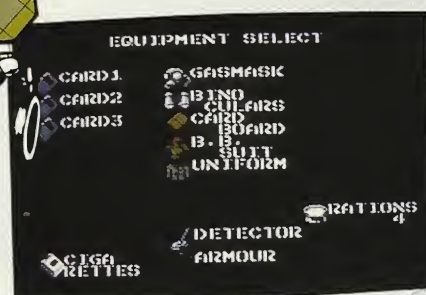 EQUIPMENT SELECT
CARD1
CARD2
CARD3
GASMASK
BINO
CULARS
CARD
BOARD
B.B.
SUIT
UNIFORM
RATIONS
4
DETECTOR
ARMOUR
CIGA
RETTES